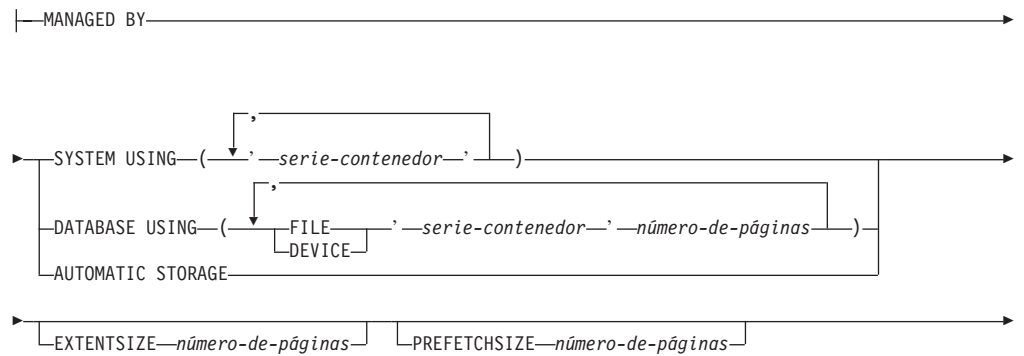 MANAGED BY
,
SYSTEM USING ( ’ serie-contenedor ’ )
,
DATABASE USING ( FILE ’ serie-contenedor ’ número-de-páginas )
DEVICE
AUTOMATIC STORAGE
EXTENTSIZE número-de-páginas PREFETCHSIZE número-de-páginas